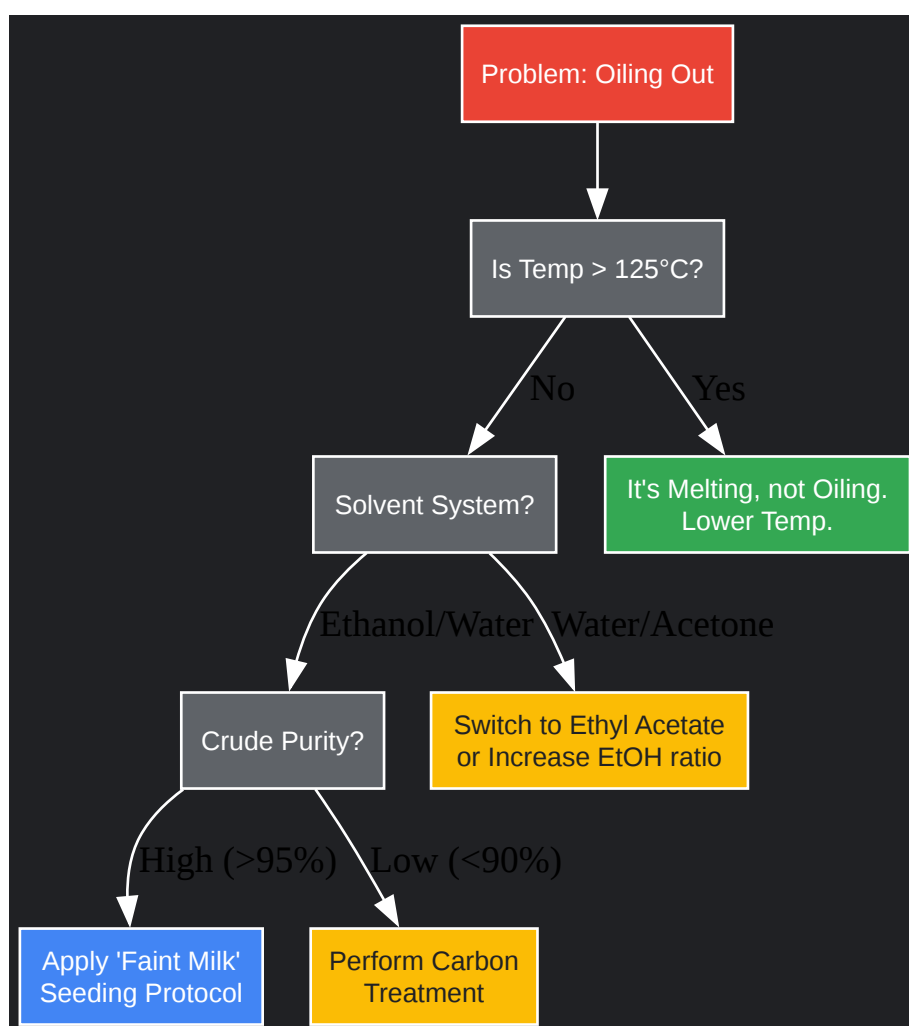 Problem: Oiling Out
Is Temp > 125°C?
No
Yes
Solvent System?
It's Melting, not Oiling.
Lower Temp.
Ethanol/Water
Water/Acetone
Crude Purity?
Switch to Ethyl Acetate
or Increase EtOH ratio
High (>95%)
Low (<90%)
Apply 'Faint Milk'
Seeding Protocol
Perform Carbon
Treatment